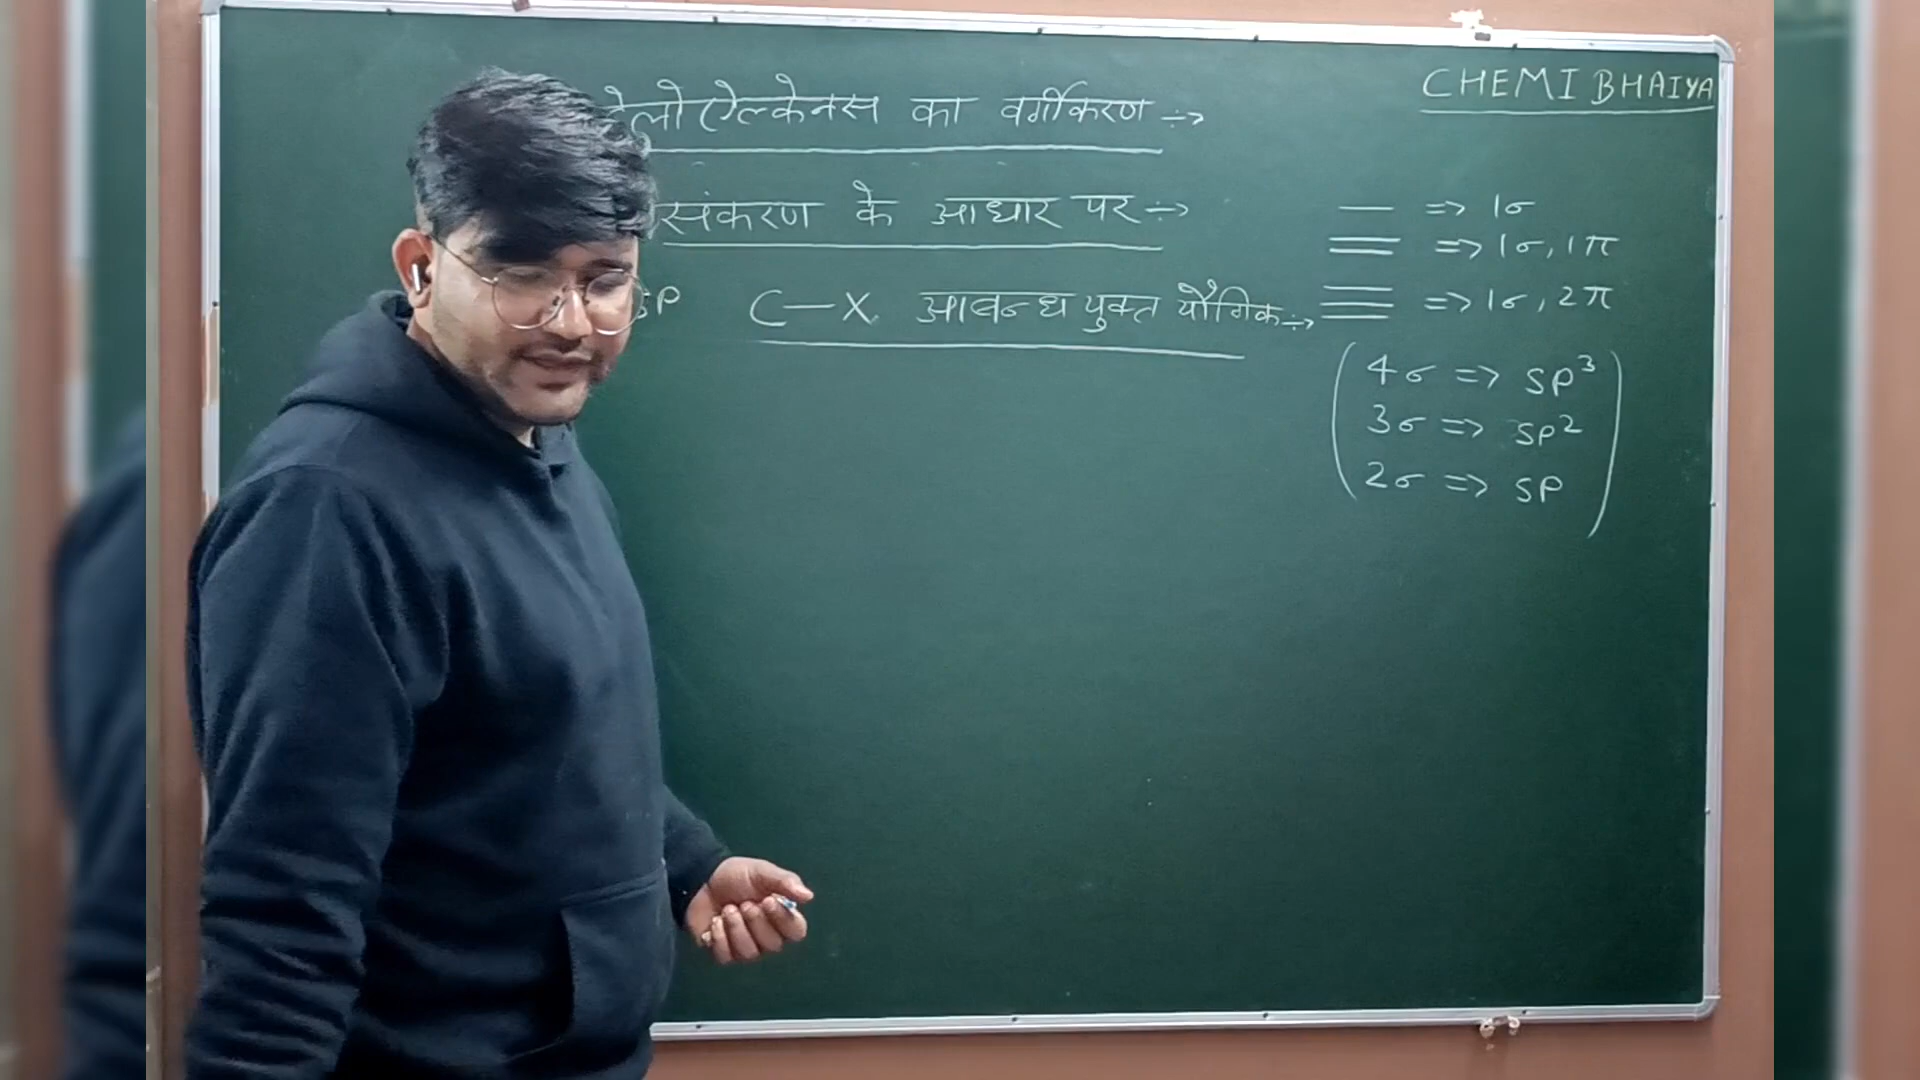 CHEMI BHAIYA
हेलोऐल्केनस का वर्गीकरण ÷→
संकरण के आधार पर ÷→
SP C—X आबन्ध युक्त यौगिक ÷→
— => 1σ
= => 1σ, 1π
≡ => 1σ, 2π
4σ => SP³
3σ => SP²
2σ => SP